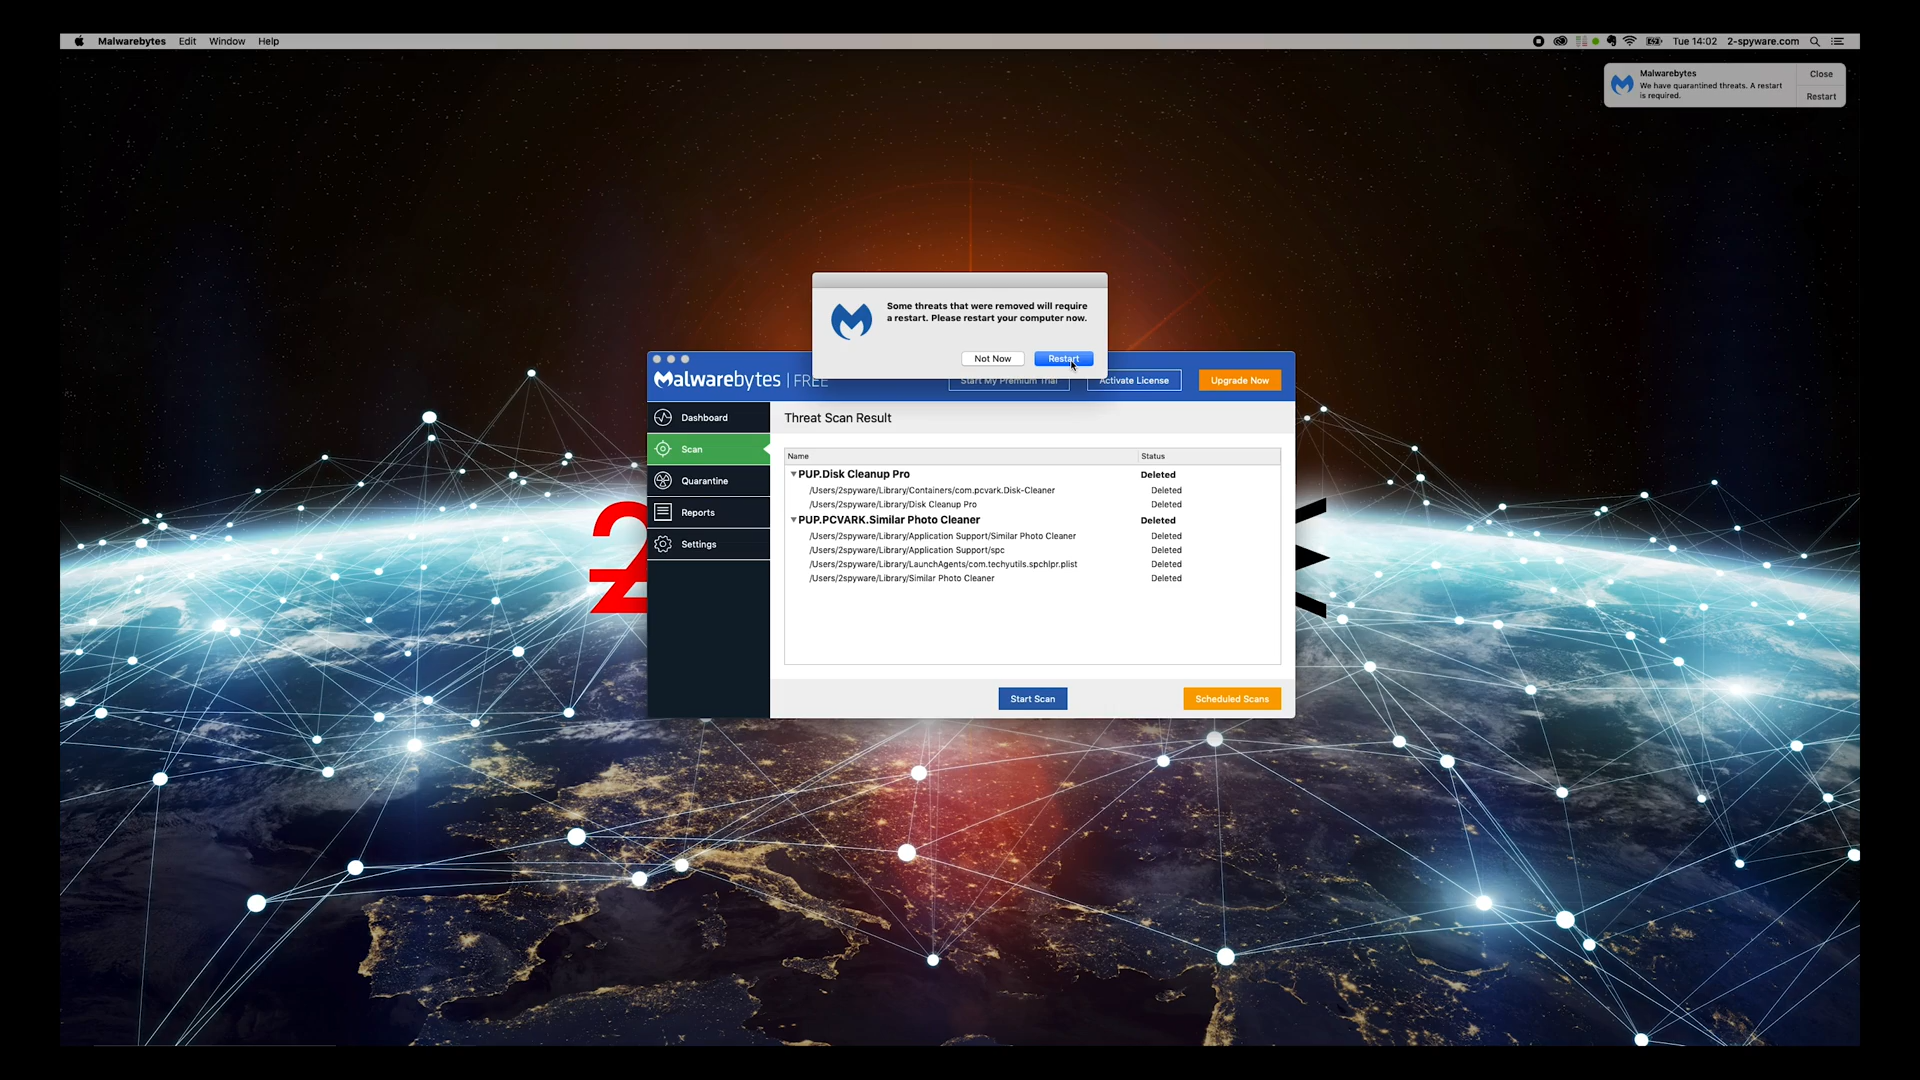 Malwarebytes Edit Window Help
Tue 14:02 2-spyware.com
Malwarebytes
We have quarantined threats. A restart
is required.
Close
Restart
Some threats that were removed will require
a restart. Please restart your computer now.
Not Now Restart
Malwarebytes | FREE
Start My Premium Trial Activate License Upgrade Now
Dashboard
Scan
Quarantine
Reports
Settings
Threat Scan Result
Name Status
PUP.Disk Cleanup Pro Deleted
/Users/2spyware/Library/Containers/com.pcvark.Disk-Cleaner Deleted
/Users/2spyware/Library/Disk Cleanup Pro Deleted
PUP.PCVARK.Similar Photo Cleaner Deleted
/Users/2spyware/Library/Application Support/Similar Photo Cleaner Deleted
/Users/2spyware/Library/Application Support/spc Deleted
/Users/2spyware/Library/LaunchAgents/com.techyutils.spchlpr.plist Deleted
/Users/2spyware/Library/Similar Photo Cleaner Deleted
Start Scan Scheduled Scans
2